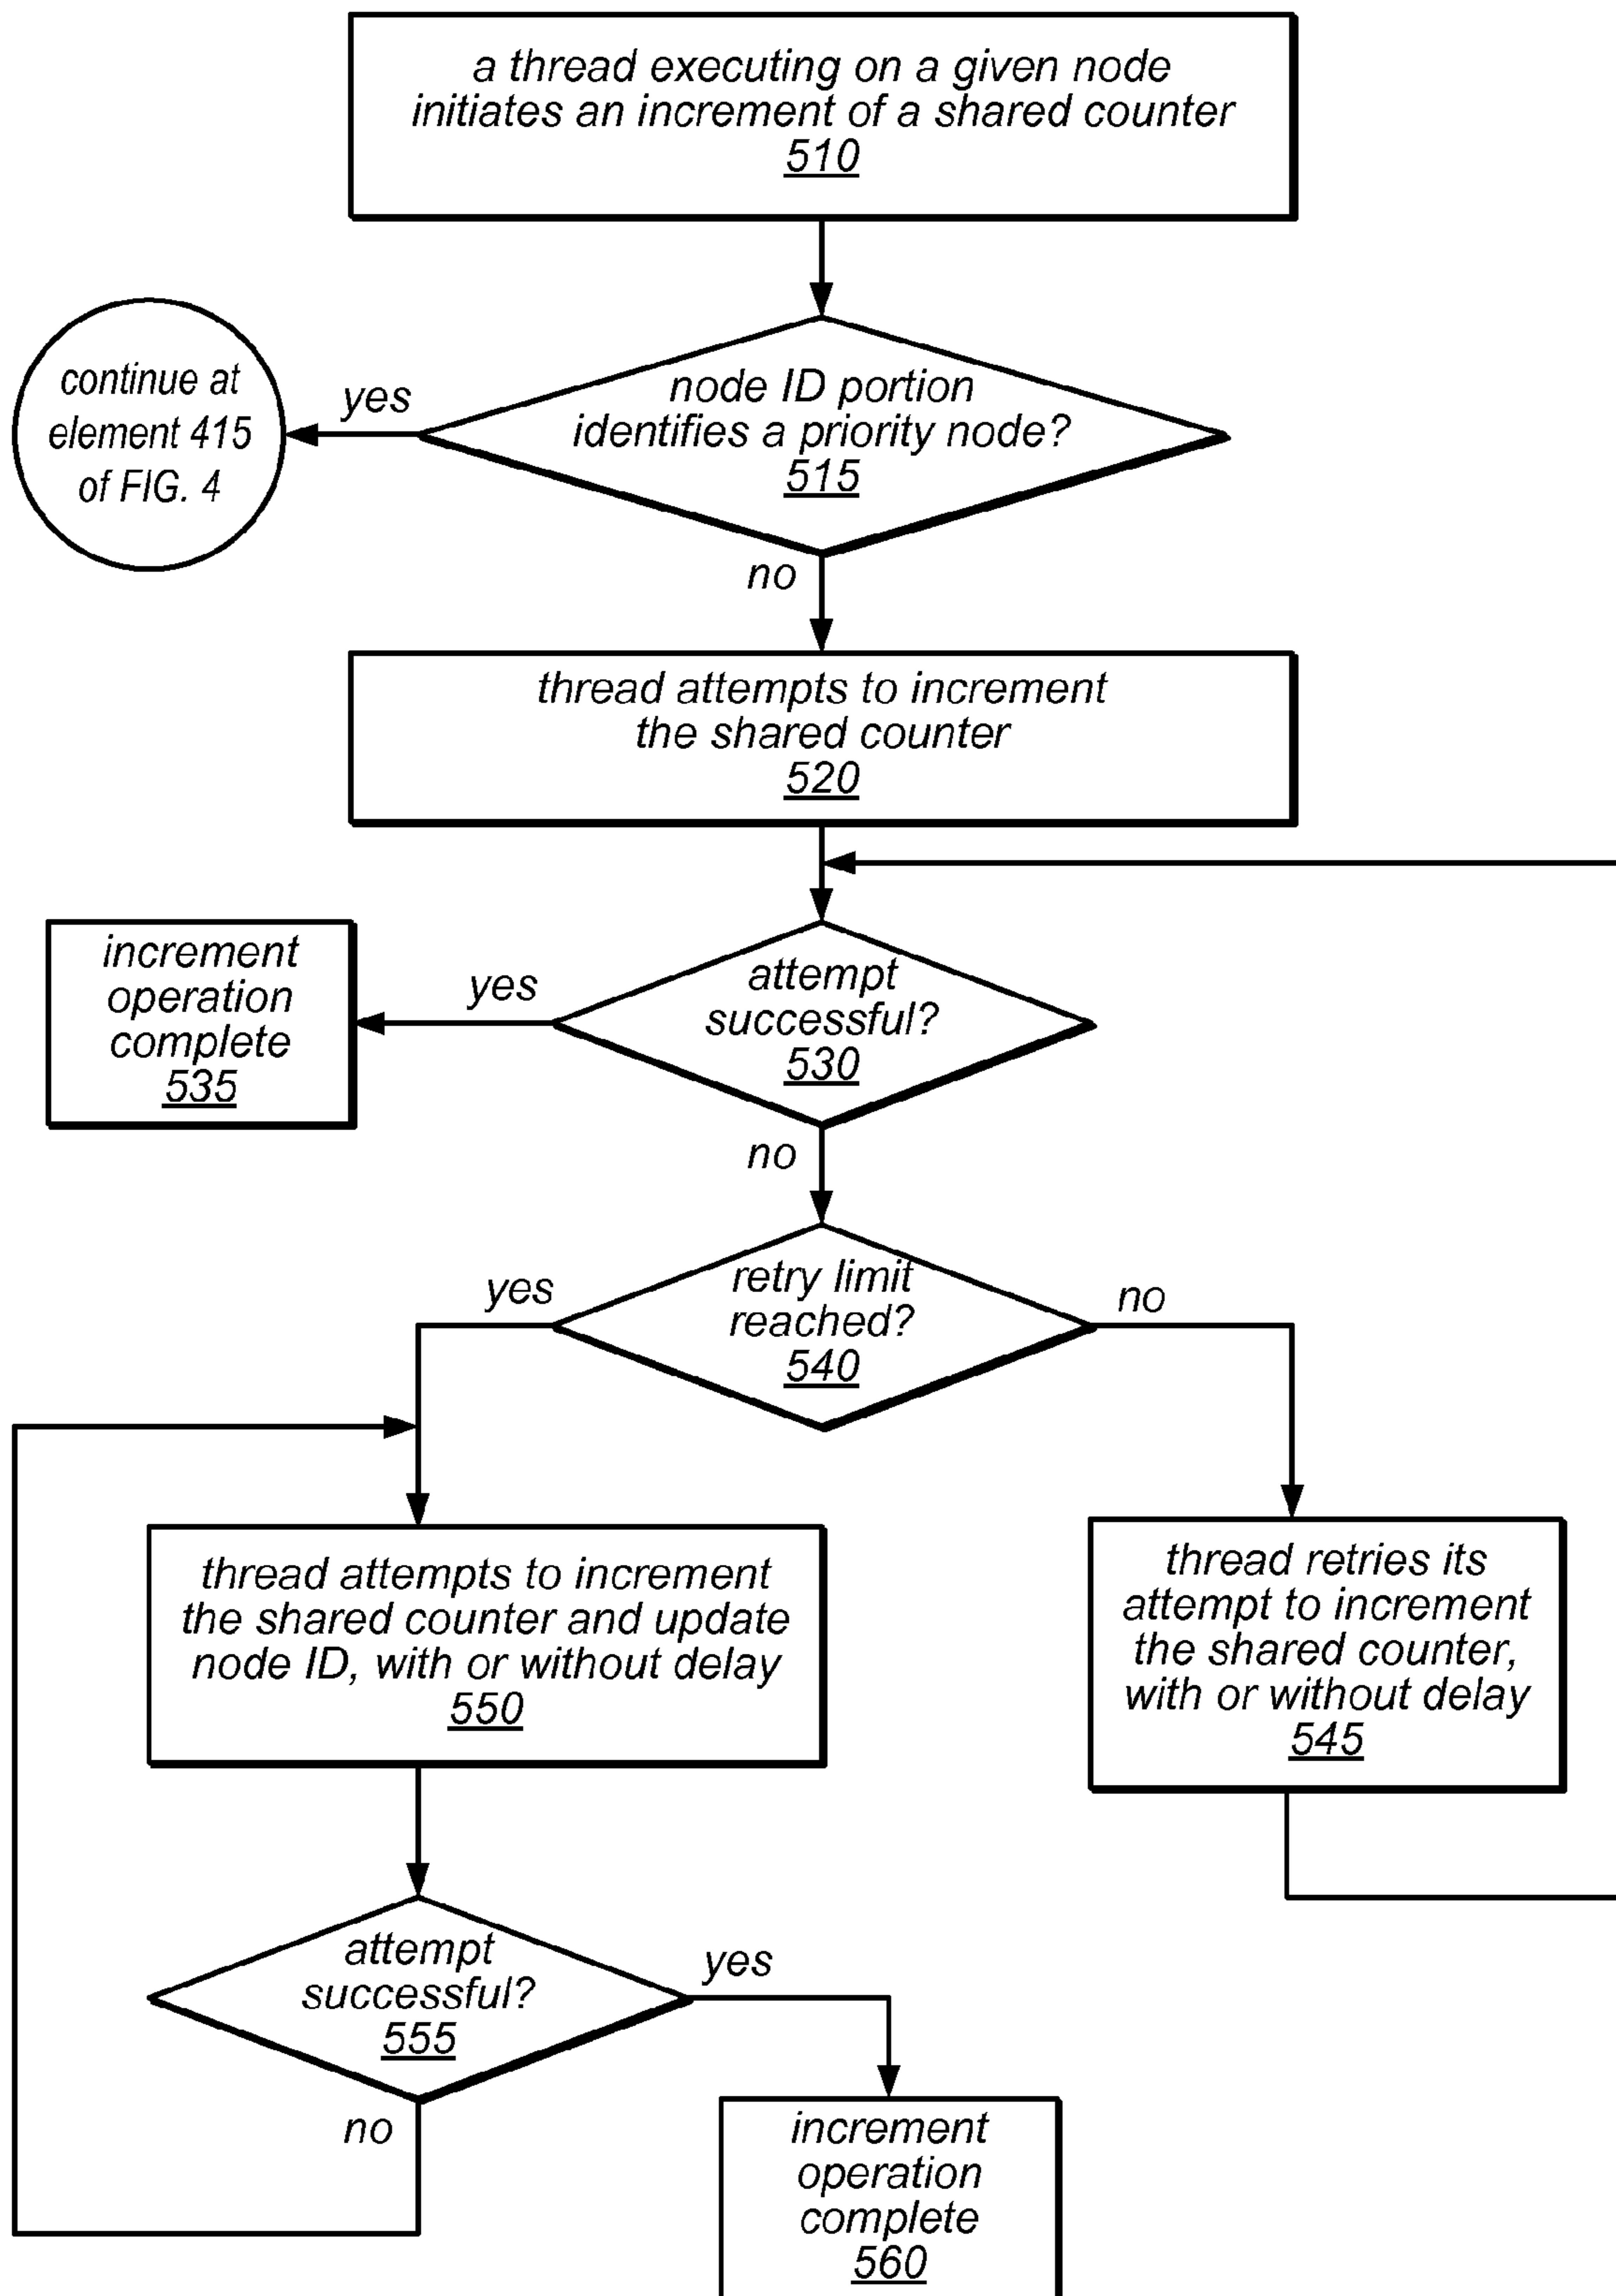 a thread executing on a given node
initiates an increment of a shared counter
510
continue at
element 415
of FIG. 4
yes
node ID portion
identifies a priority node?
515
no
thread attempts to increment
the shared counter
520
increment
operation
complete
535
yes
attempt
successful?
530
no
yes
retry limit
reached?
540
no
thread attempts to increment
the shared counter and update
node ID, with or without delay
550
thread retries its
attempt to increment
the shared counter,
with or without delay
545
attempt
successful?
555
yes
no
increment
operation
complete
560